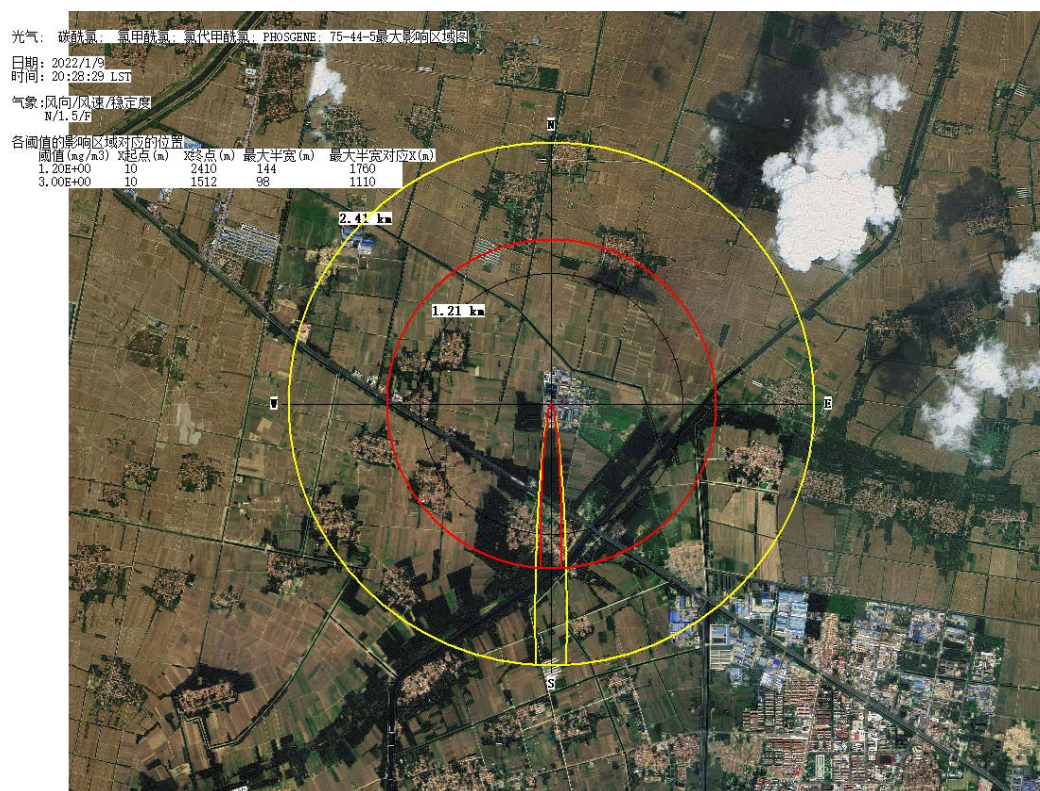 光气; 碳酰氯; 氯甲酰氯; 氯代甲酰氯; PHOSGENE; 75-44-5最大影响区域图
日期: 2022/1/9
时间: 20:28:29 LST
气象:风向/风速/稳定度
N/1.5/F
各阈值的影响区域对应的位置
阈值(mg/m3) X起点(m) X终点(m) 最大半宽(m) 最大半宽对应X(m)
1.20E+00 10 2410 144 1760
3.00E+00 10 1512 98 1110
N
2.41 km
1.21 km
W
E
S